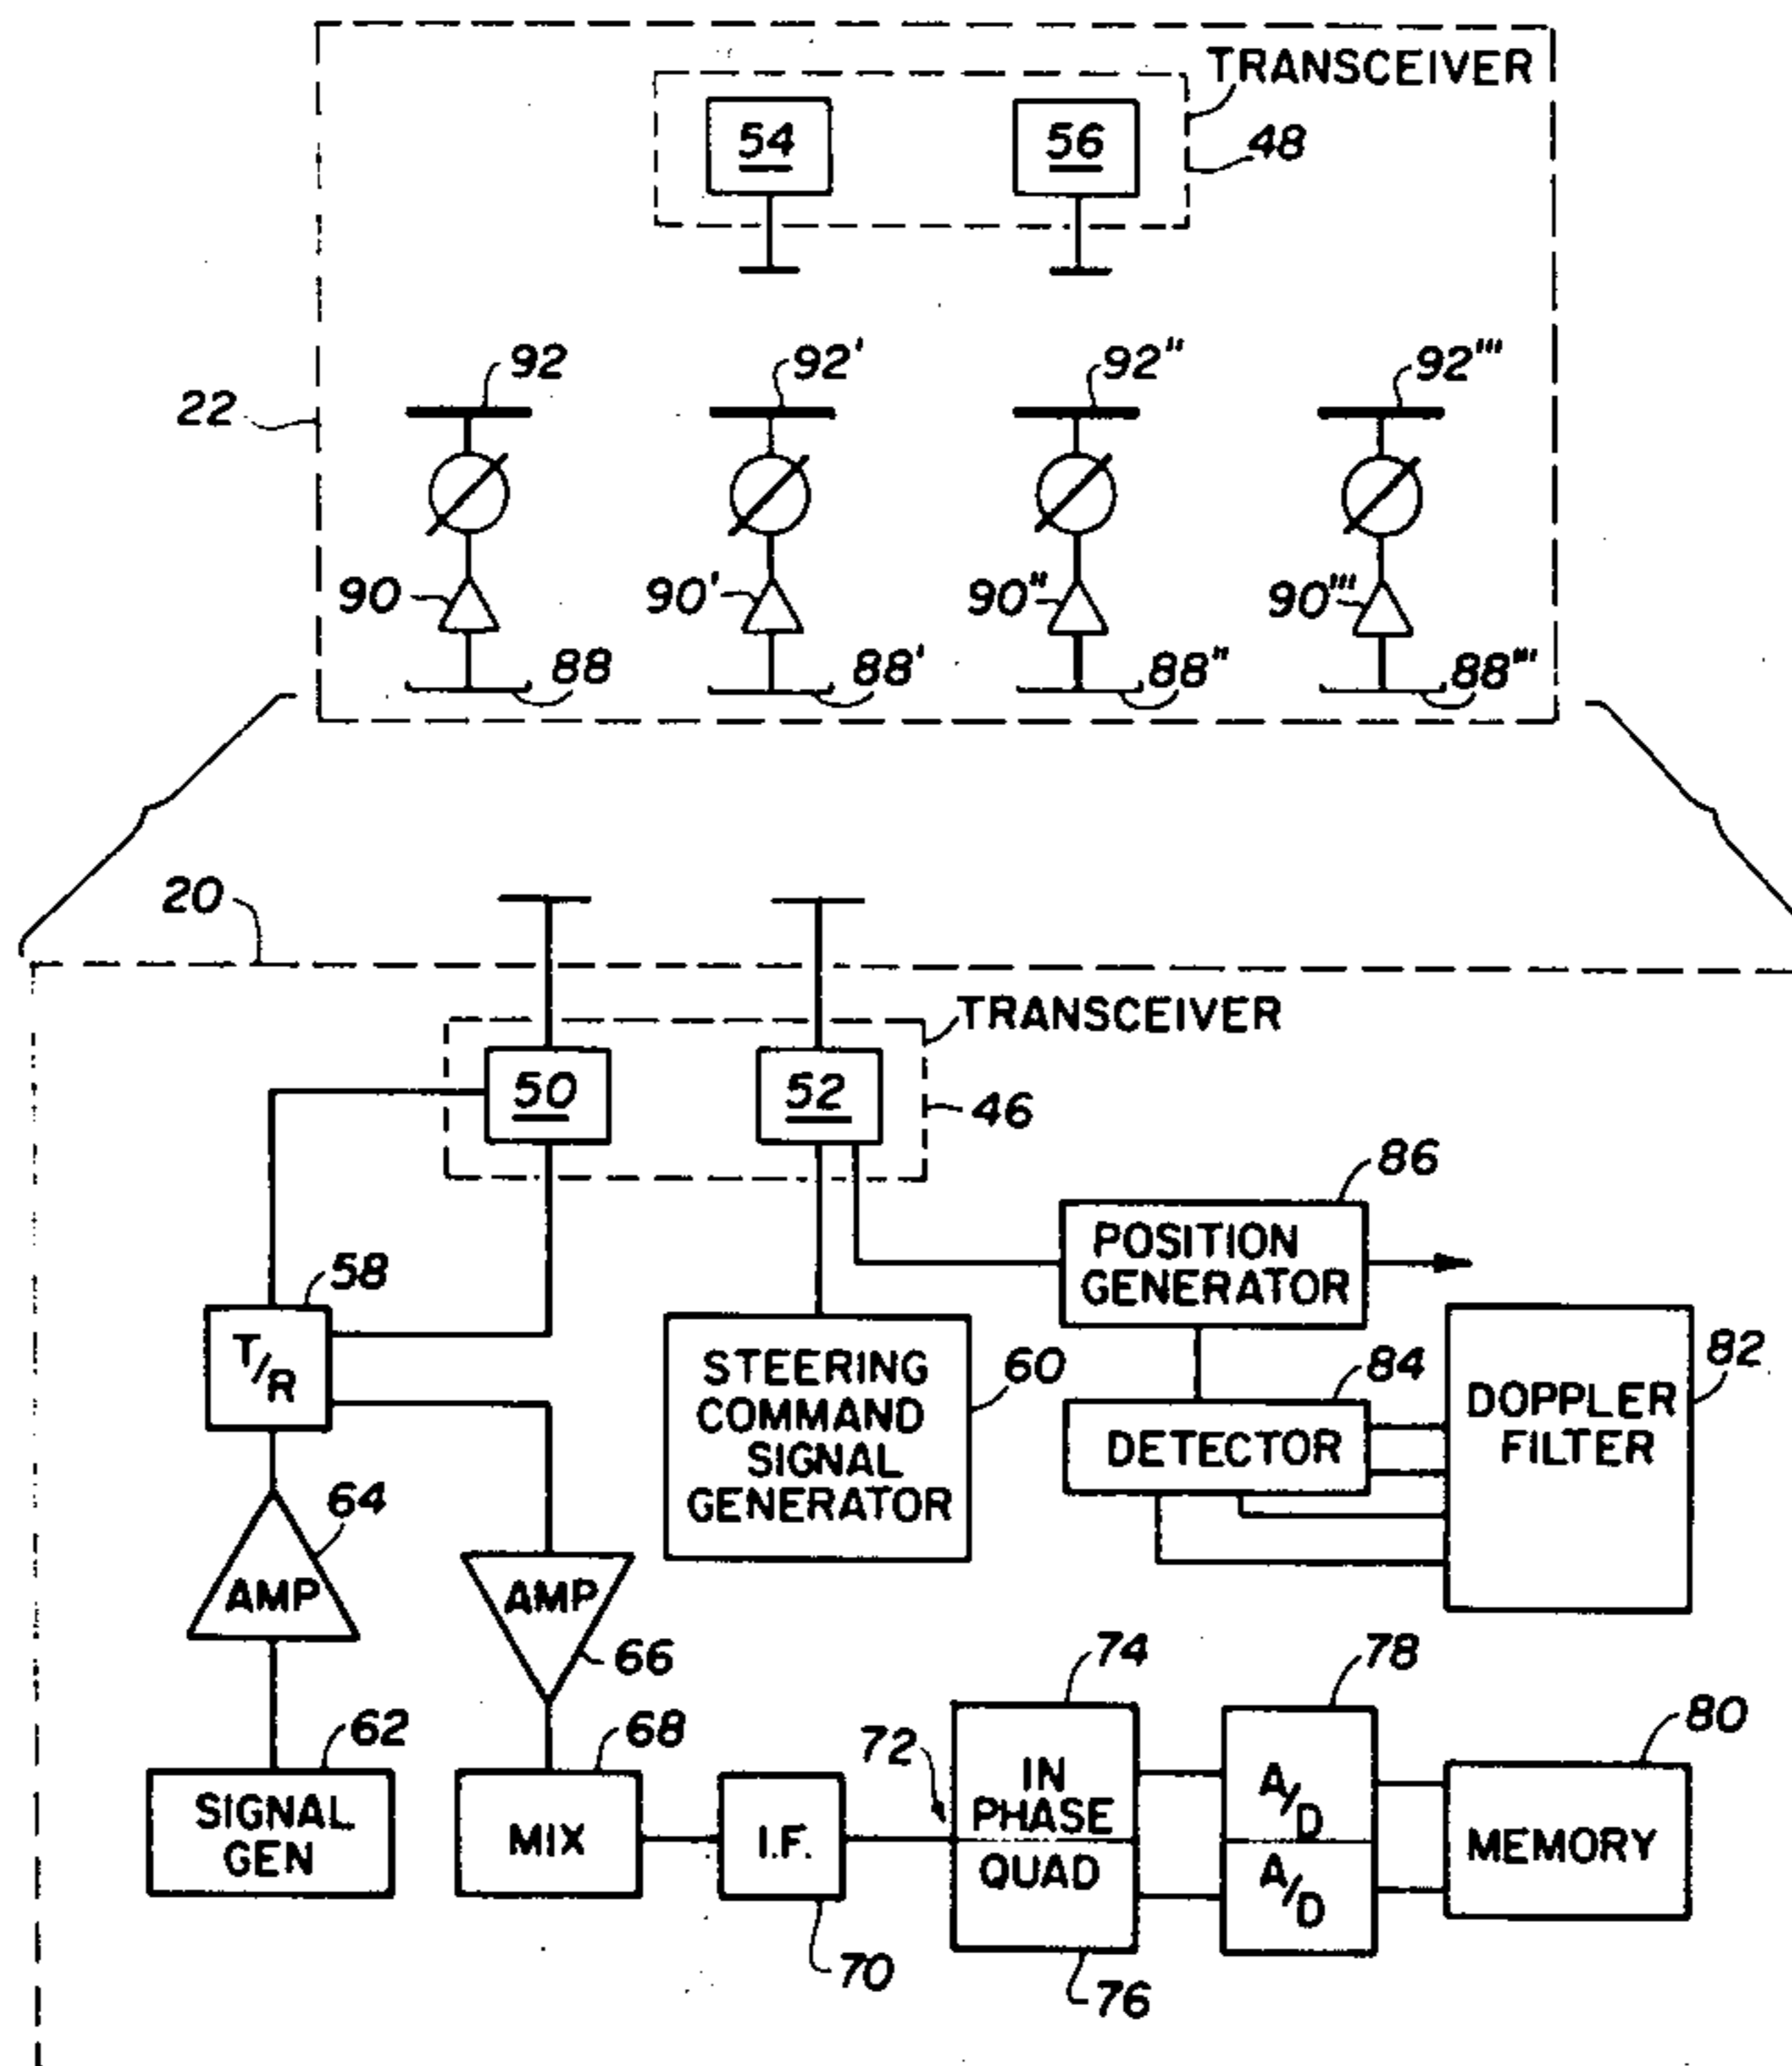 TRANSCEIVER
54
56
48
92
92'
92"
92"'
22
90
90'
90"
90"'
88
88'
88"
88"'
20
TRANSCEIVER
50
52
46
86
POSITION
GENERATOR
58
T/R
STEERING
COMMAND
SIGNAL
GENERATOR
60
84
DETECTOR
82
DOPPLER
FILTER
64
AMP
AMP
66
74
78
62
68
72
80
SIGNAL
GEN
MIX
I.F.
IN
PHASE
QUAD
A/D
A/D
MEMORY
70
76